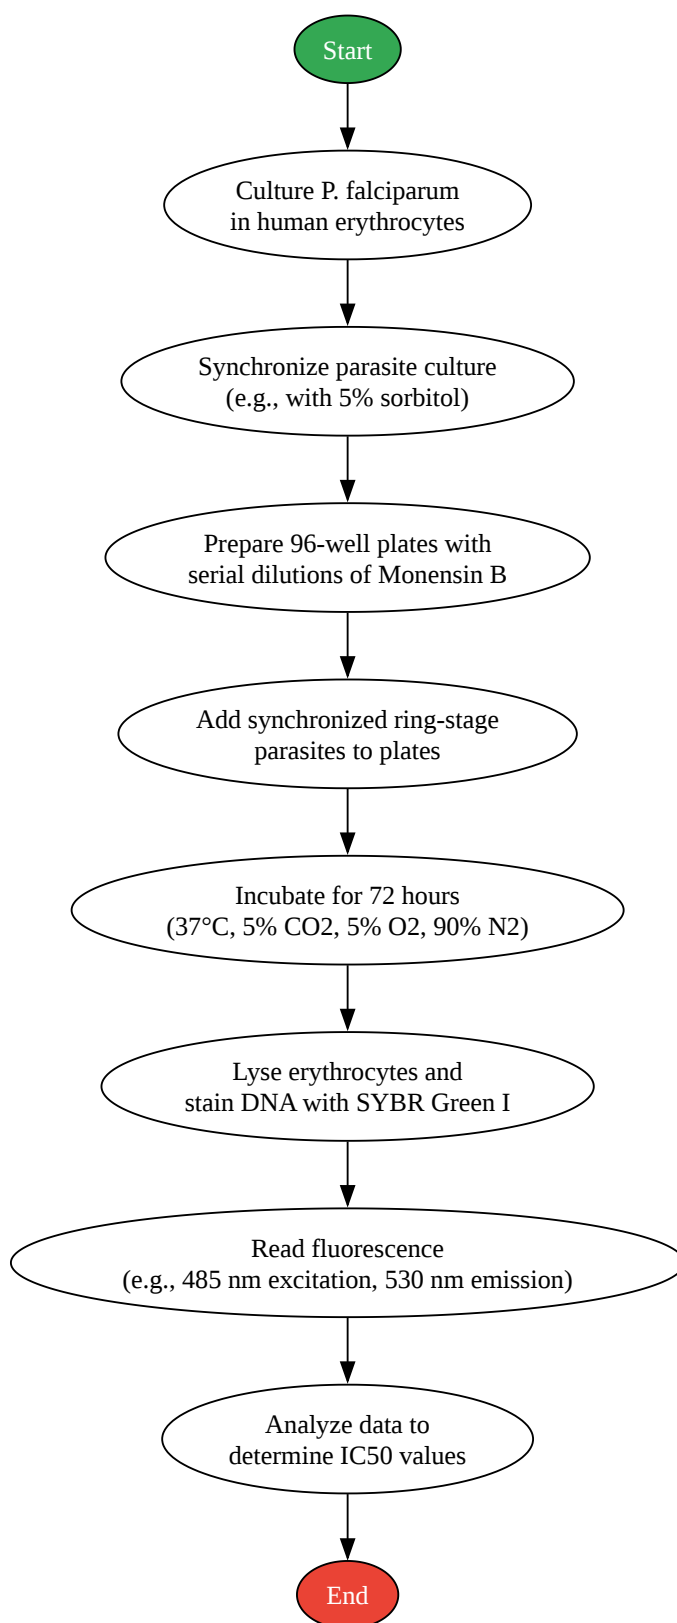 Start
Culture P. falciparum
in human erythrocytes
Synchronize parasite culture
(e.g., with 5% sorbitol)
Prepare 96-well plates with
serial dilutions of Monensin B
Add synchronized ring-stage
parasites to plates
Incubate for 72 hours
(37°C, 5% CO2, 5% O2, 90% N2)
Lyse erythrocytes and
stain DNA with SYBR Green I
Read fluorescence
(e.g., 485 nm excitation, 530 nm emission)
Analyze data to
determine IC50 values
End